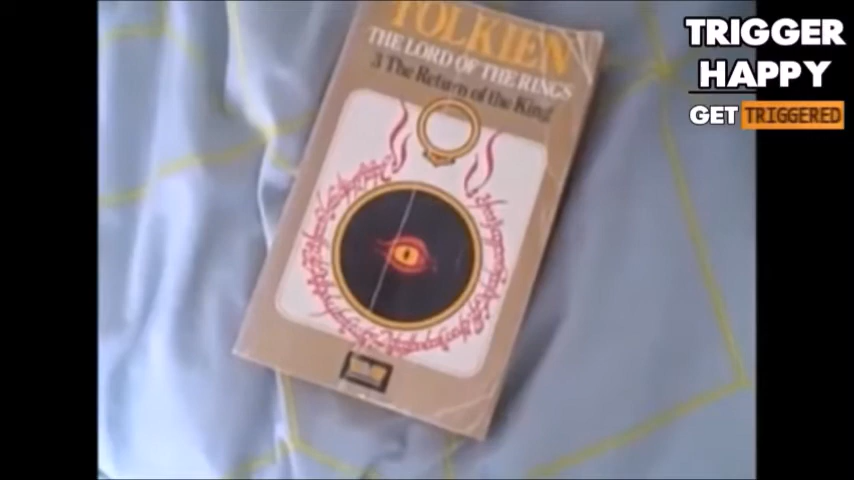 TOLKIEN
THE LORD OF THE RINGS
3 The Return of the King
TRIGGER
HAPPY
GET TRIGGERED